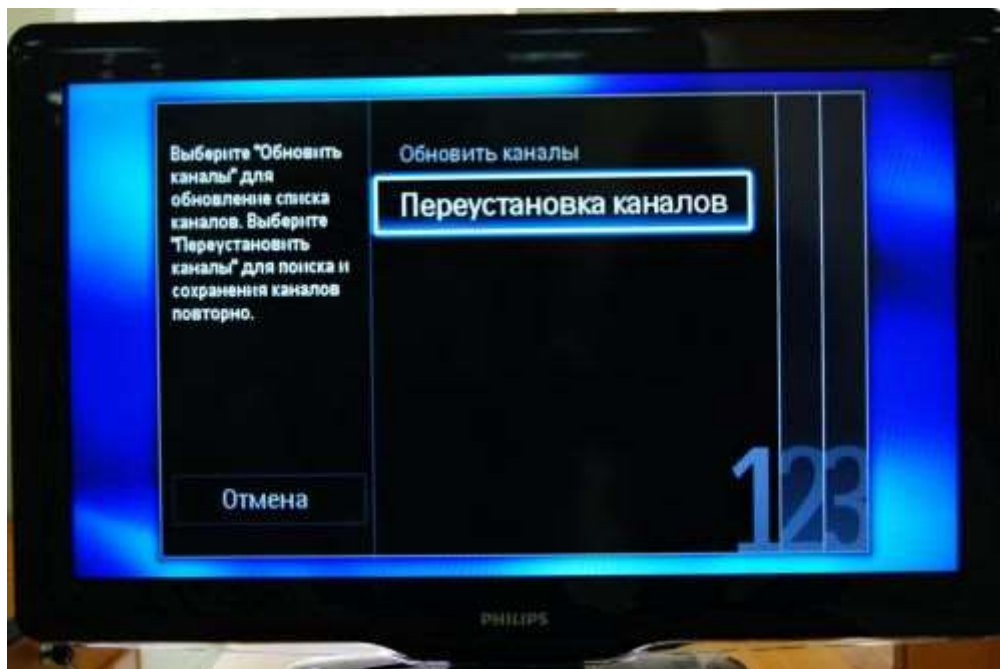 Выберите "Обновить
каналы" для
обновление списка
каналов. Выберите
"Переустановить
каналы" для поиска и
сохранения каналов
повторно.
Обновить каналы
Переустановка каналов
Отмена
123
PHILIPS